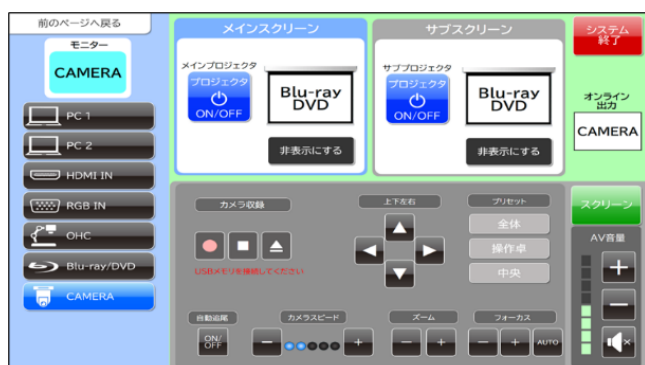 前のページへ戻る
モニター
CAMERA
PC 1
PC 2
HDMI IN
RGB IN
OHC
Blu-ray/DVD
CAMERA
メインスクリーン
メインプロジェクタ
プロジェクタ
ON/OFF
Blu-ray
DVD
非表示にする
サブスクリーン
サブプロジェクタ
プロジェクタ
ON/OFF
Blu-ray
DVD
非表示にする
システム
終了
オンライン
出力
CAMERA
カメラ収録
USBメモリを接続してください
上下左右
プリセット
全体
操作卓
中央
自動追尾
ON/
OFF
カメラスピード
− +
ズーム
− +
フォーカス
− + AUTO
スクリーン
AV音量
+
−
×